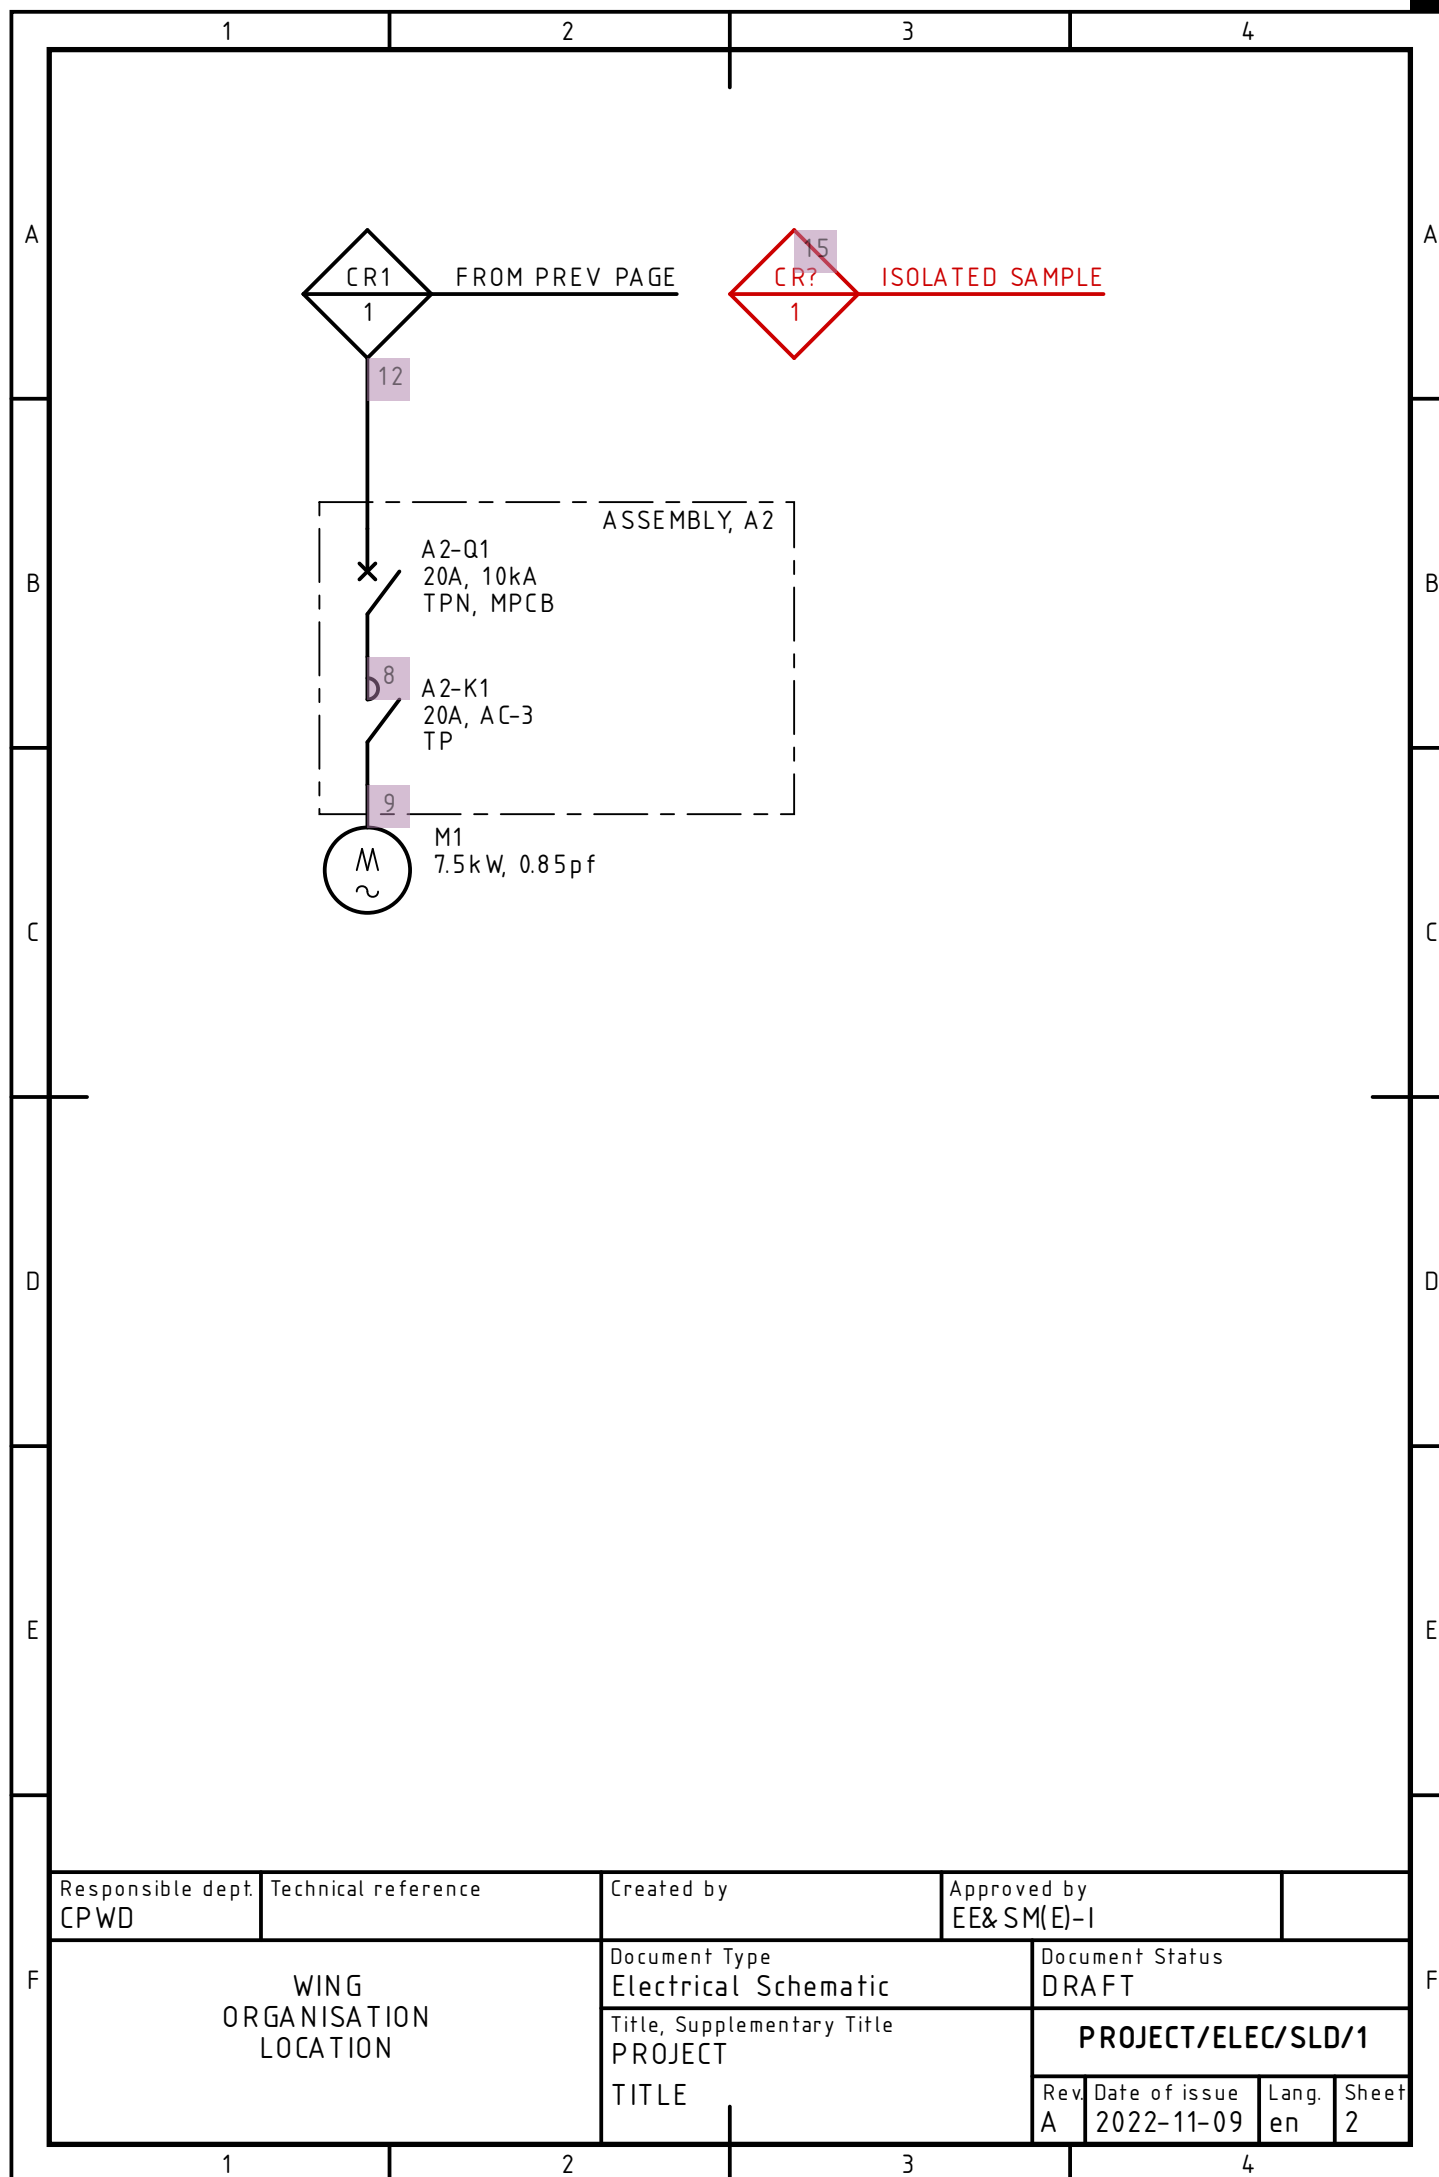 1 2 3 4
A A
15
CR1 FROM PREV PAGE CR? ISOLATED SAMPLE
1 1
12
ASSEMBLY, A2
A2-Q1
B 20A, 10kA B
TPN, MPCB
8
A2-K1
20A, AC-3
TP
9
M1
7.5kW, 0.85pf
M
C C
D D
E E
Responsible dept. Technical reference Created by Approved by
CPWD EE&SM(E)-I
Document Type Document Status
F Electrical Schematic DRAFT F
WING
ORGANISATION
LOCATION
Title, Supplementary Title
PROJECT
TITLE
PROJECT/ELEC/SLD/1
Rev. Date of issue Lang. Sheet
A 2022-11-09 en 2
1 2 3 4